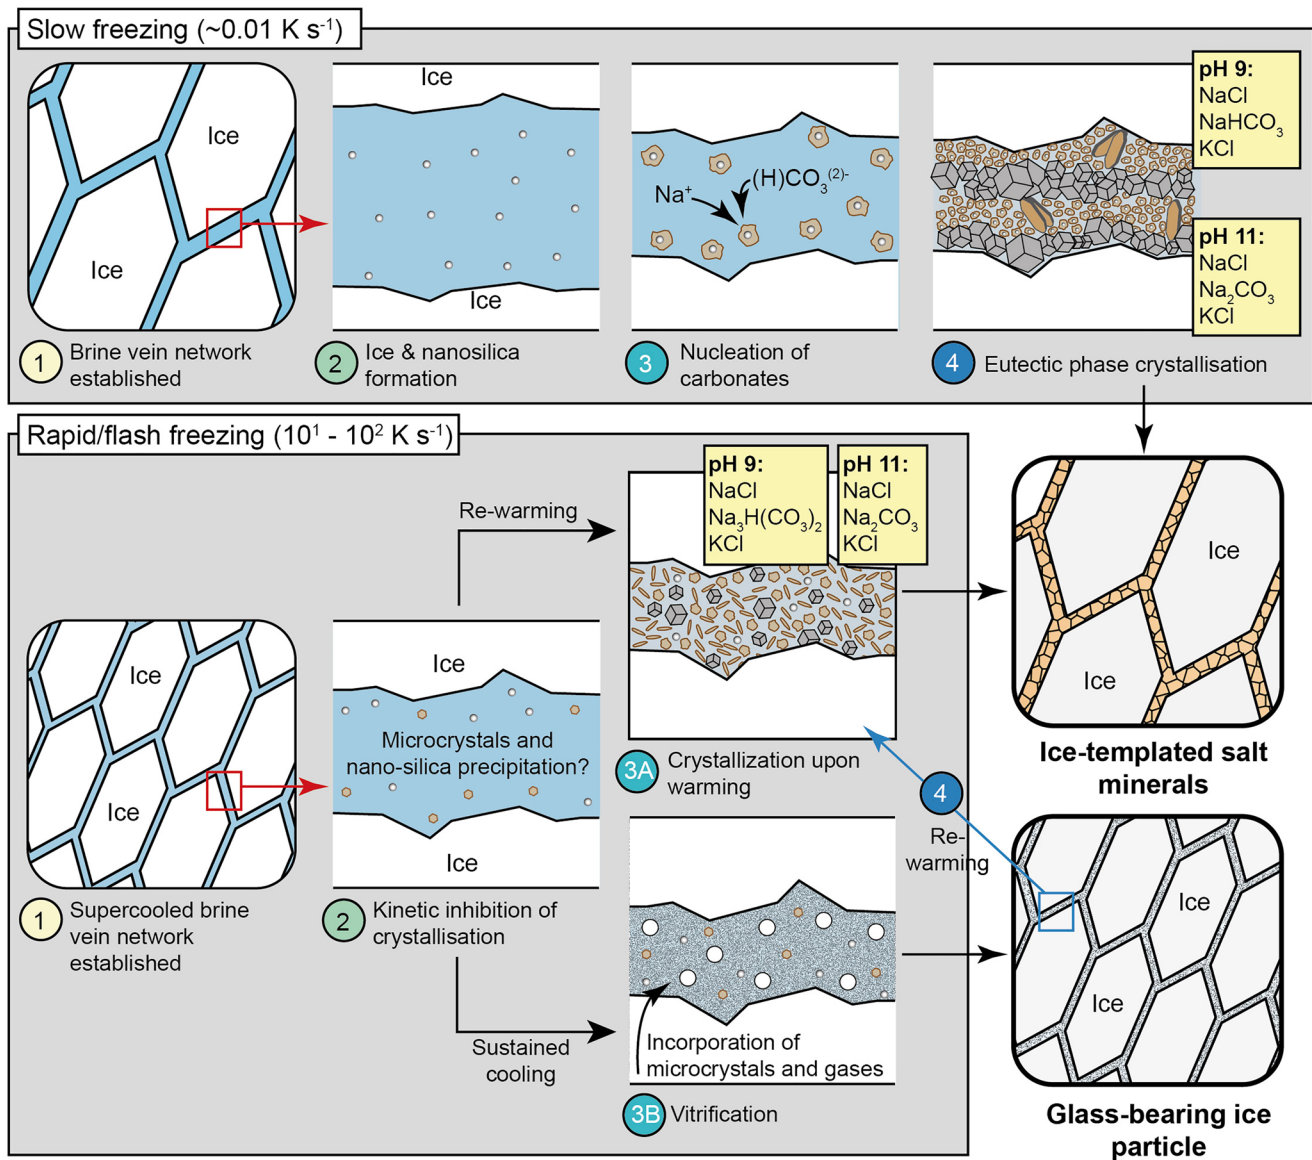 Slow freezing (~0.01 K s⁻¹)
Ice
Ice
1
Brine vein network
established
Ice
Ice
2
Ice & nanosilica
formation
Na⁺
(H)CO₃⁽²⁾⁻
3
Nucleation of
carbonates
pH 9:
NaCl
NaHCO₃
KCl
pH 11:
NaCl
Na₂CO₃
KCl
4
Eutectic phase crystallisation
Rapid/flash freezing (10¹ - 10² K s⁻¹)
Ice
Ice
1
Supercooled brine
vein network
established
Ice
Microcrystals and
nano-silica precipitation?
Ice
2
Kinetic inhibition of
crystallisation
Re-warming
pH 9:
NaCl
Na₃H(CO₃)₂
KCl
pH 11:
NaCl
Na₂CO₃
KCl
3A
Crystallization upon
warming
Sustained
cooling
Incorporation of
microcrystals and gases
3B
Vitrification
4
Re-
warming
Ice
Ice
Ice-templated salt
minerals
Ice
Ice
Glass-bearing ice
particle